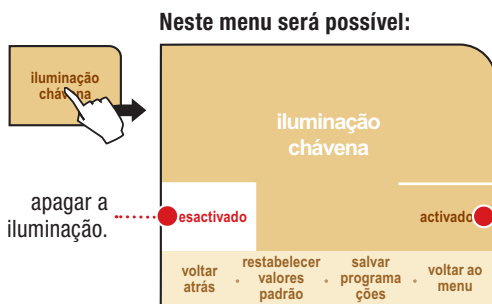 Neste menu será possível:
iluminação
chávena
iluminação
chávena
apagar a
iluminação.
esactivado
activado
voltar
atrás
restabelecer
valores
padrão
salvar
programa
ções
voltar ao
menu